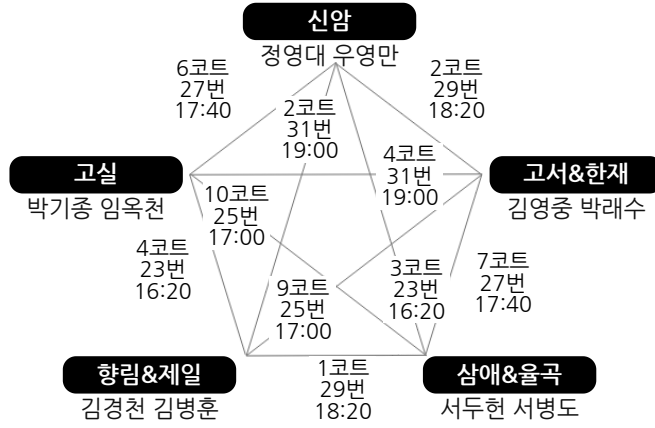 신암
정영대 우영만
6코트
27번
17:40
2코트
29번
18:20
2코트
31번
19:00
4코트
31번
19:00
고실
박기종 임옥천
고서&한재
김영중 박래수
10코트
25번
17:00
4코트
23번
16:20
9코트
25번
17:00
3코트
23번
16:20
7코트
27번
17:40
향림&제일
김경천 김병훈
1코트
29번
18:20
삼애&율곡
서두헌 서병도